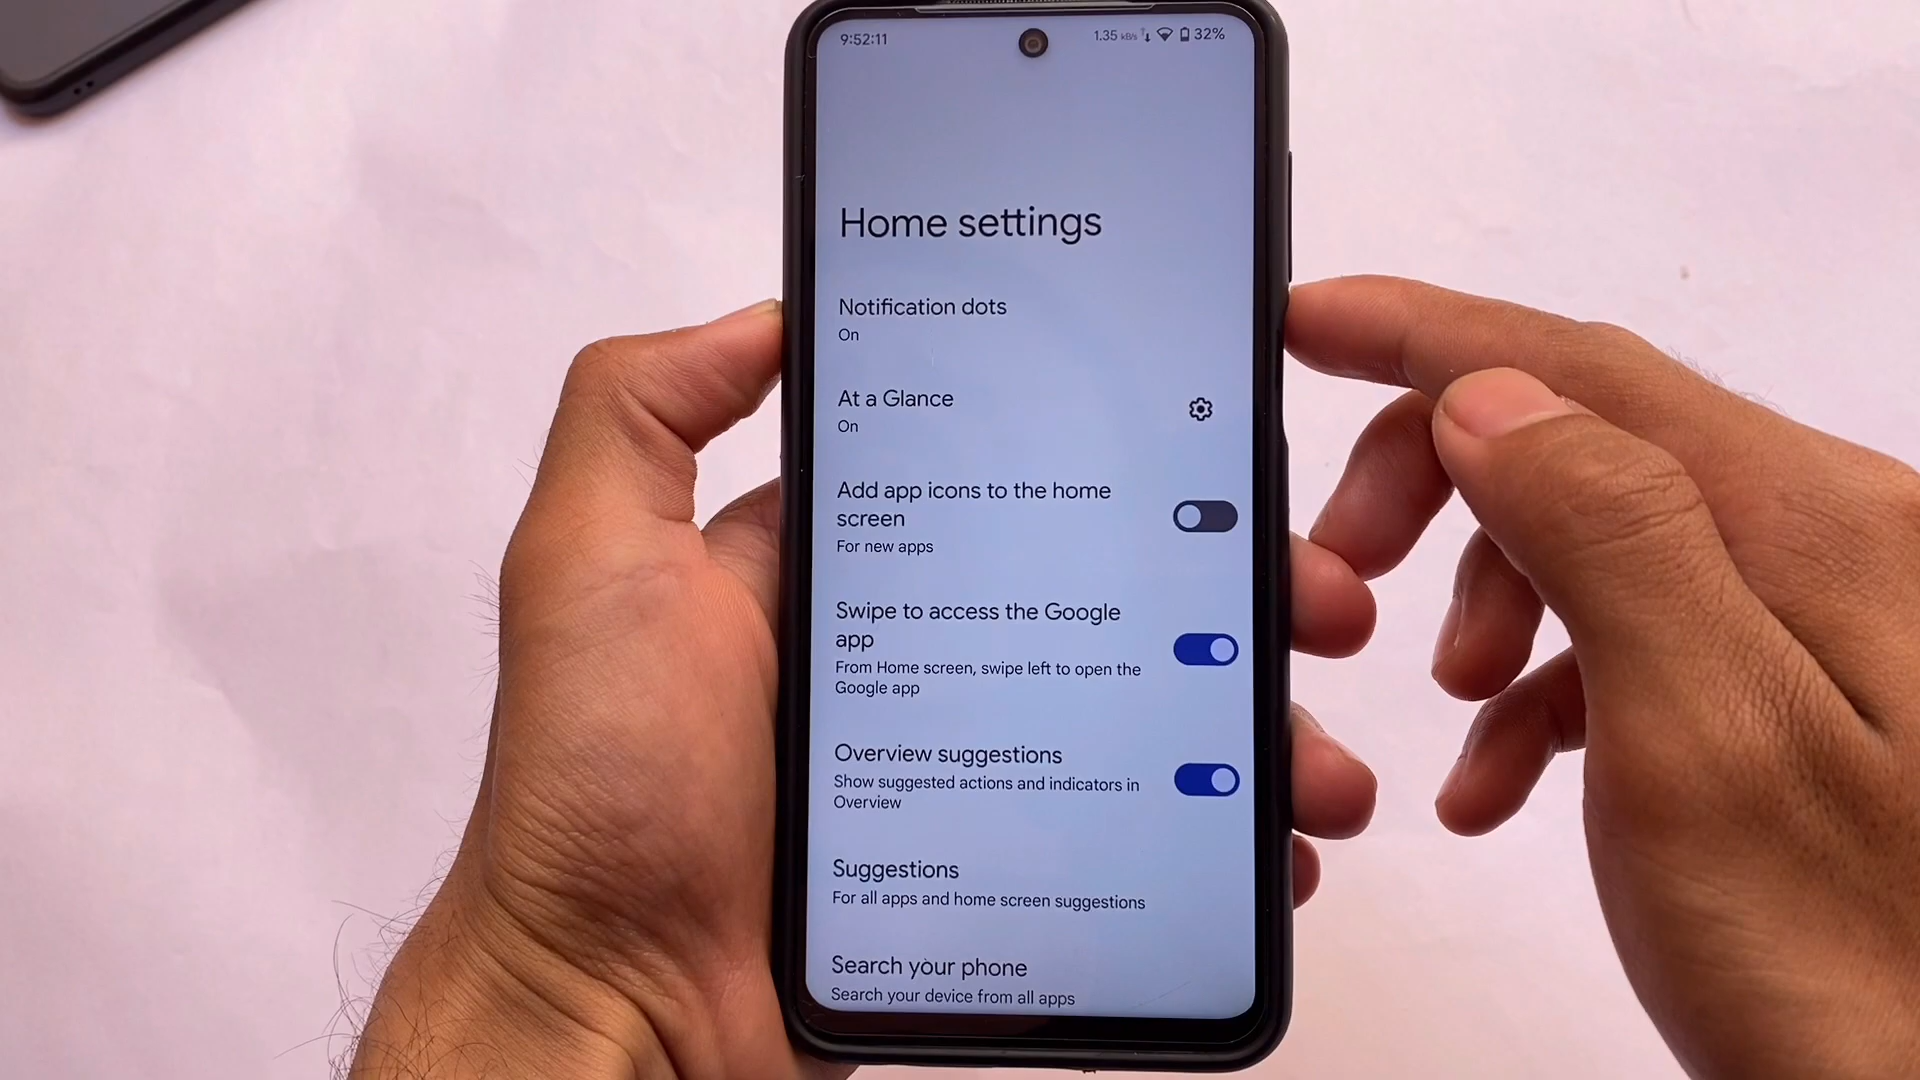 9:52:11
1.35 kB/s 32%
Home settings
Notification dots
On
At a Glance
On
Add app icons to the home
screen
For new apps
Swipe to access the Google
app
From Home screen, swipe left to open the
Google app
Overview suggestions
Show suggested actions and indicators in
Overview
Suggestions
For all apps and home screen suggestions
Search your phone
Search your device from all apps